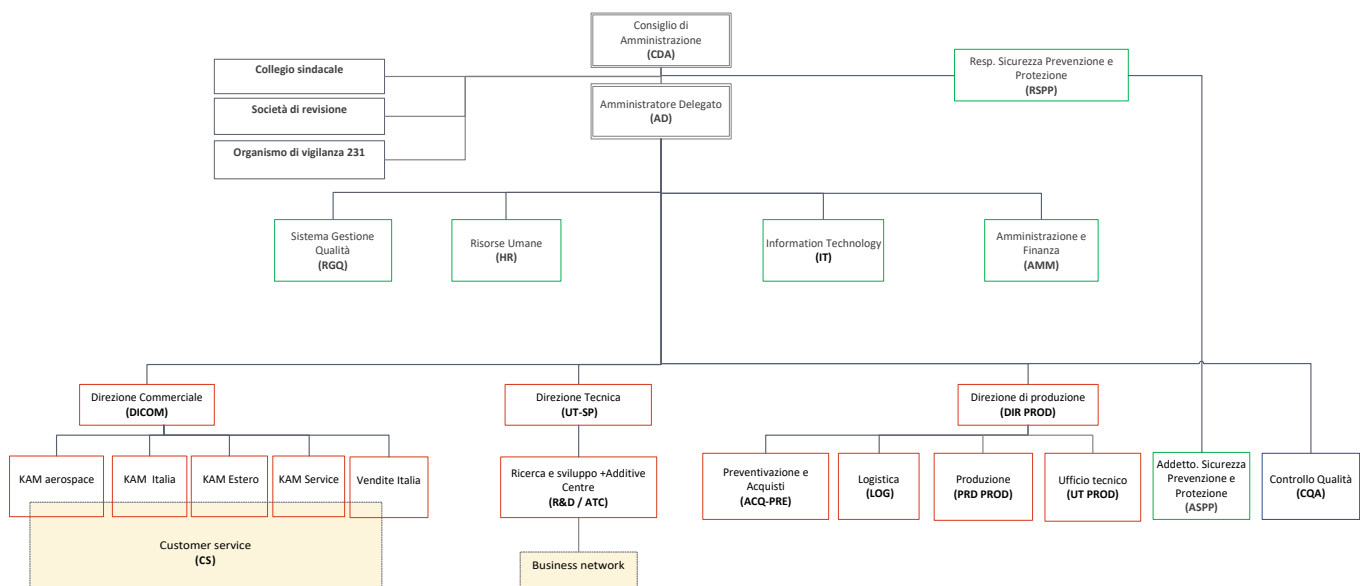 Consiglio di
Amministrazione
(CDA)
Collegio sindacale
Società di revisione
Organismo di vigilanza 231
Resp. Sicurezza Prevenzione e
Protezione
(RSPP)
Amministratore Delegato
(AD)
Sistema Gestione
Qualità
(RGQ)
Risorse Umane
(HR)
Information Technology
(IT)
Amministrazione e
Finanza
(AMM)
Direzione Commerciale
(DICOM)
Direzione Tecnica
(UT-SP)
Direzione di produzione
(DIR PROD)
KAM aerospace
KAM Italia
KAM Estero
KAM Service
Vendite Italia
Ricerca e sviluppo +Additive
Centre
(R&D / ATC)
Preventivazione e
Acquisti
(ACQ-PRE)
Logistica
(LOG)
Produzione
(PRD PROD)
Ufficio tecnico
(UT PROD)
Addetto. Sicurezza
Prevenzione e
Protezione
(ASPP)
Controllo Qualità
(CQA)
Customer service
(CS)
Business network